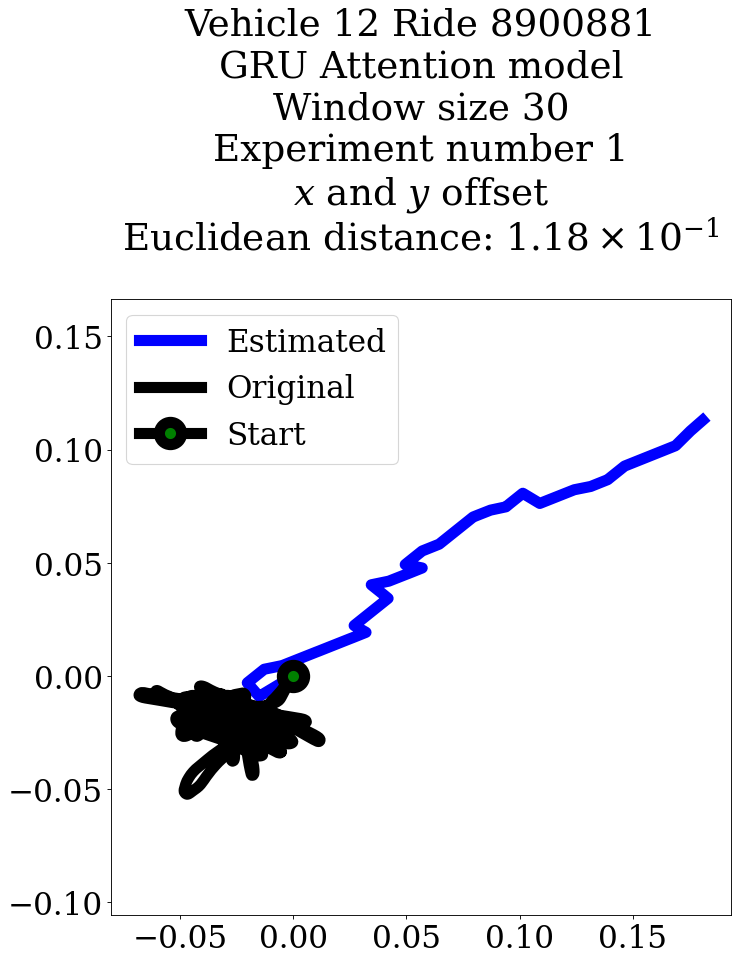 Vehicle 12 Ride 8900881
GRU Attention model
Window size 30
Experiment number 1
x and y offset
Euclidean distance: 1.18 × 10⁻¹
Estimated
Original
Start
0.15
0.10
0.05
0.00
−0.05
−0.10
−0.05 0.00 0.05 0.10 0.15